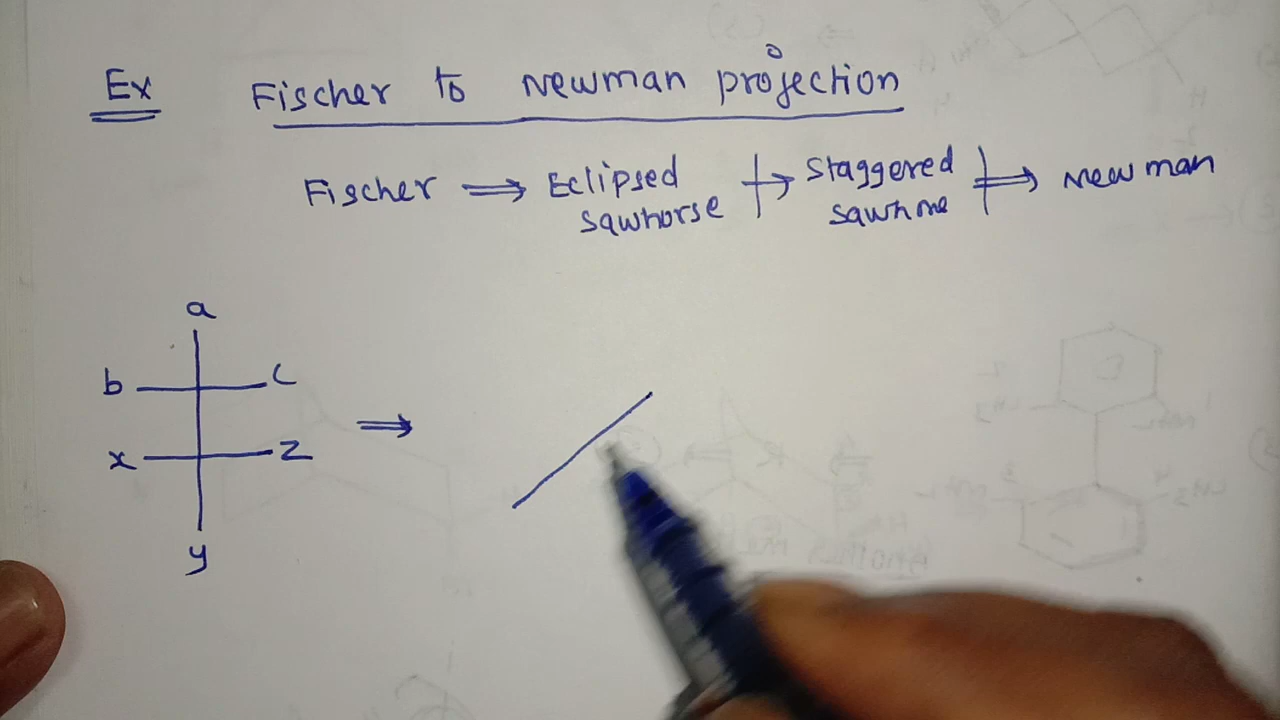 Ex Fischer to Newman projection
Fischer ⇒ Eclipsed sawhorse → Staggered sawhorse ⇒ Newman
a
b c
x z
y
⇒